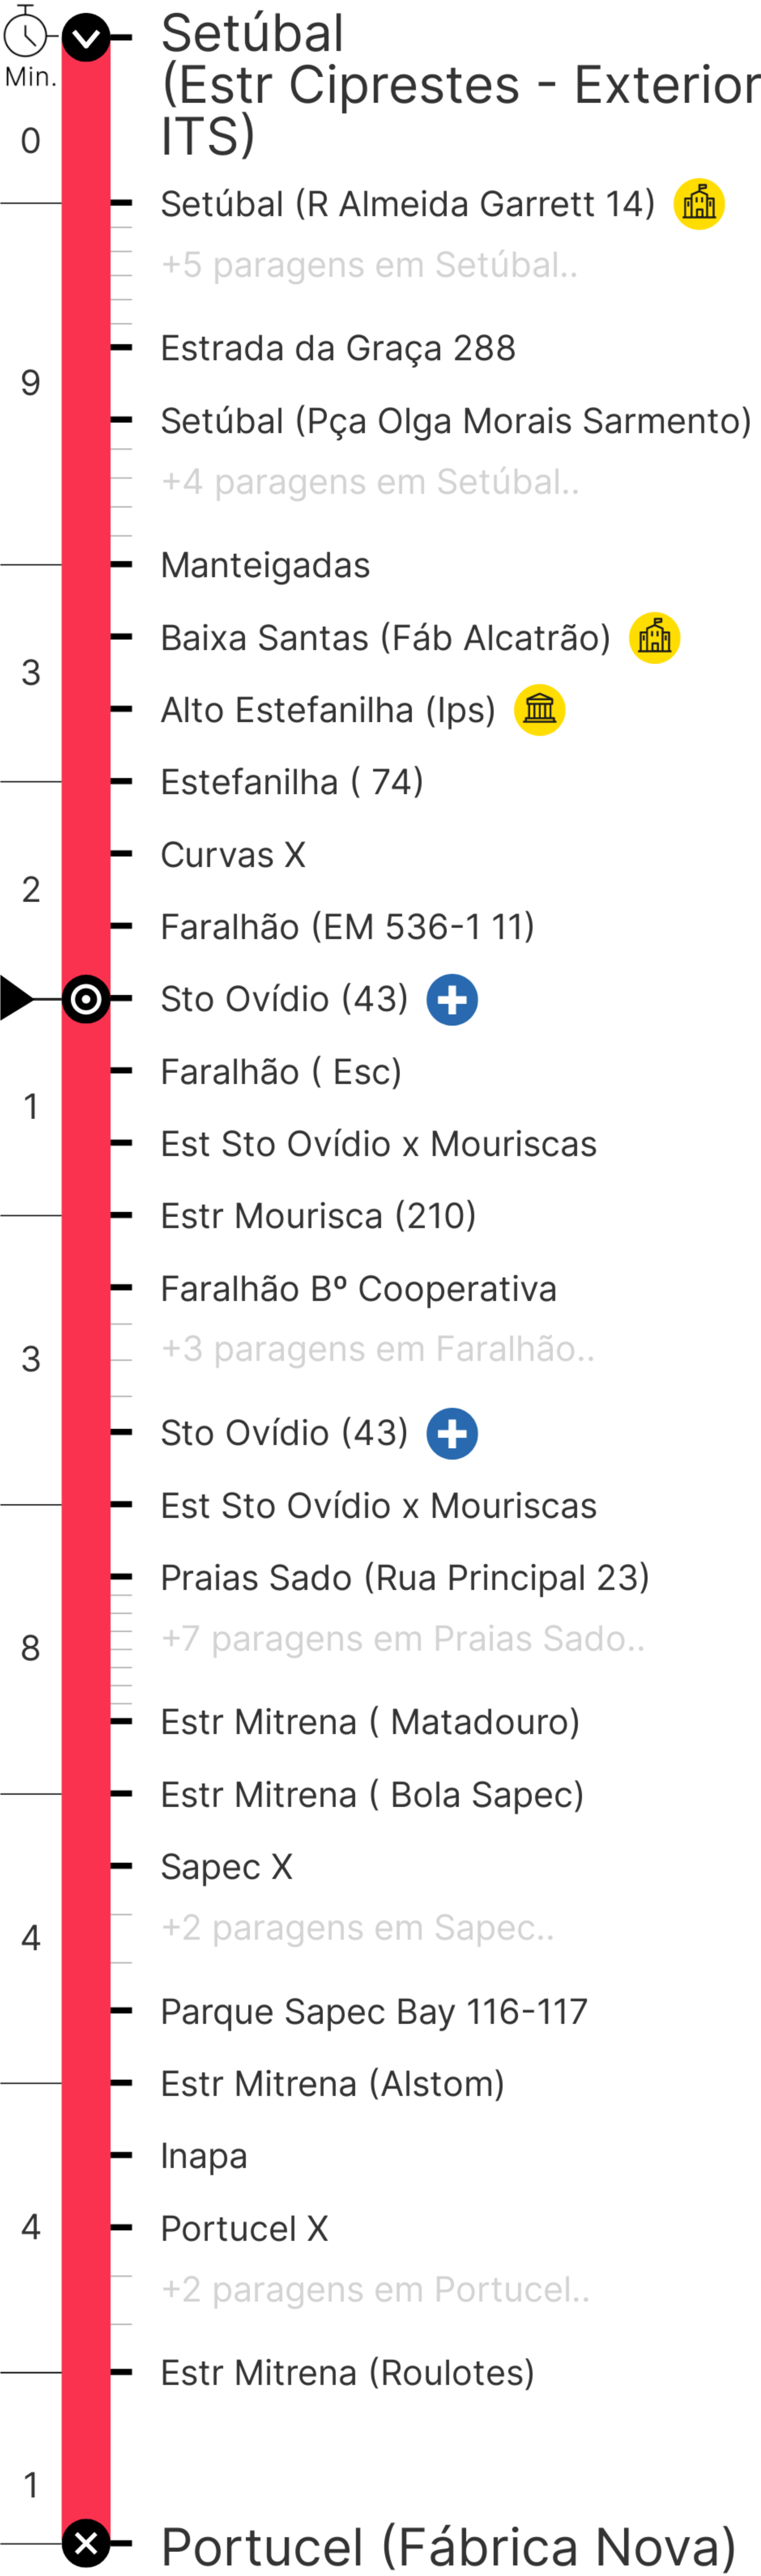 Setúbal
(Estr Ciprestes - Exterior
ITS)
Min.
0
Setúbal (R Almeida Garrett 14)
+5 paragens em Setúbal..
Estrada da Graça 288
9
Setúbal (Pça Olga Morais Sarmento)
+4 paragens em Setúbal..
Manteigadas
Baixa Santas (Fáb Alcatrão)
3
Alto Estefanilha (Ips)
Estefanilha ( 74)
Curvas X
2
Faralhão (EM 536-1 11)
Sto Ovídio (43)
Faralhão ( Esc)
1
Est Sto Ovídio x Mouriscas
Estr Mourisca (210)
Faralhão Bº Cooperativa
+3 paragens em Faralhão..
3
Sto Ovídio (43)
Est Sto Ovídio x Mouriscas
Praias Sado (Rua Principal 23)
+7 paragens em Praias Sado..
8
Estr Mitrena ( Matadouro)
Estr Mitrena ( Bola Sapec)
Sapec X
+2 paragens em Sapec..
4
Parque Sapec Bay 116-117
Estr Mitrena (Alstom)
Inapa
4
Portucel X
+2 paragens em Portucel..
Estr Mitrena (Roulotes)
1
Portucel (Fábrica Nova)